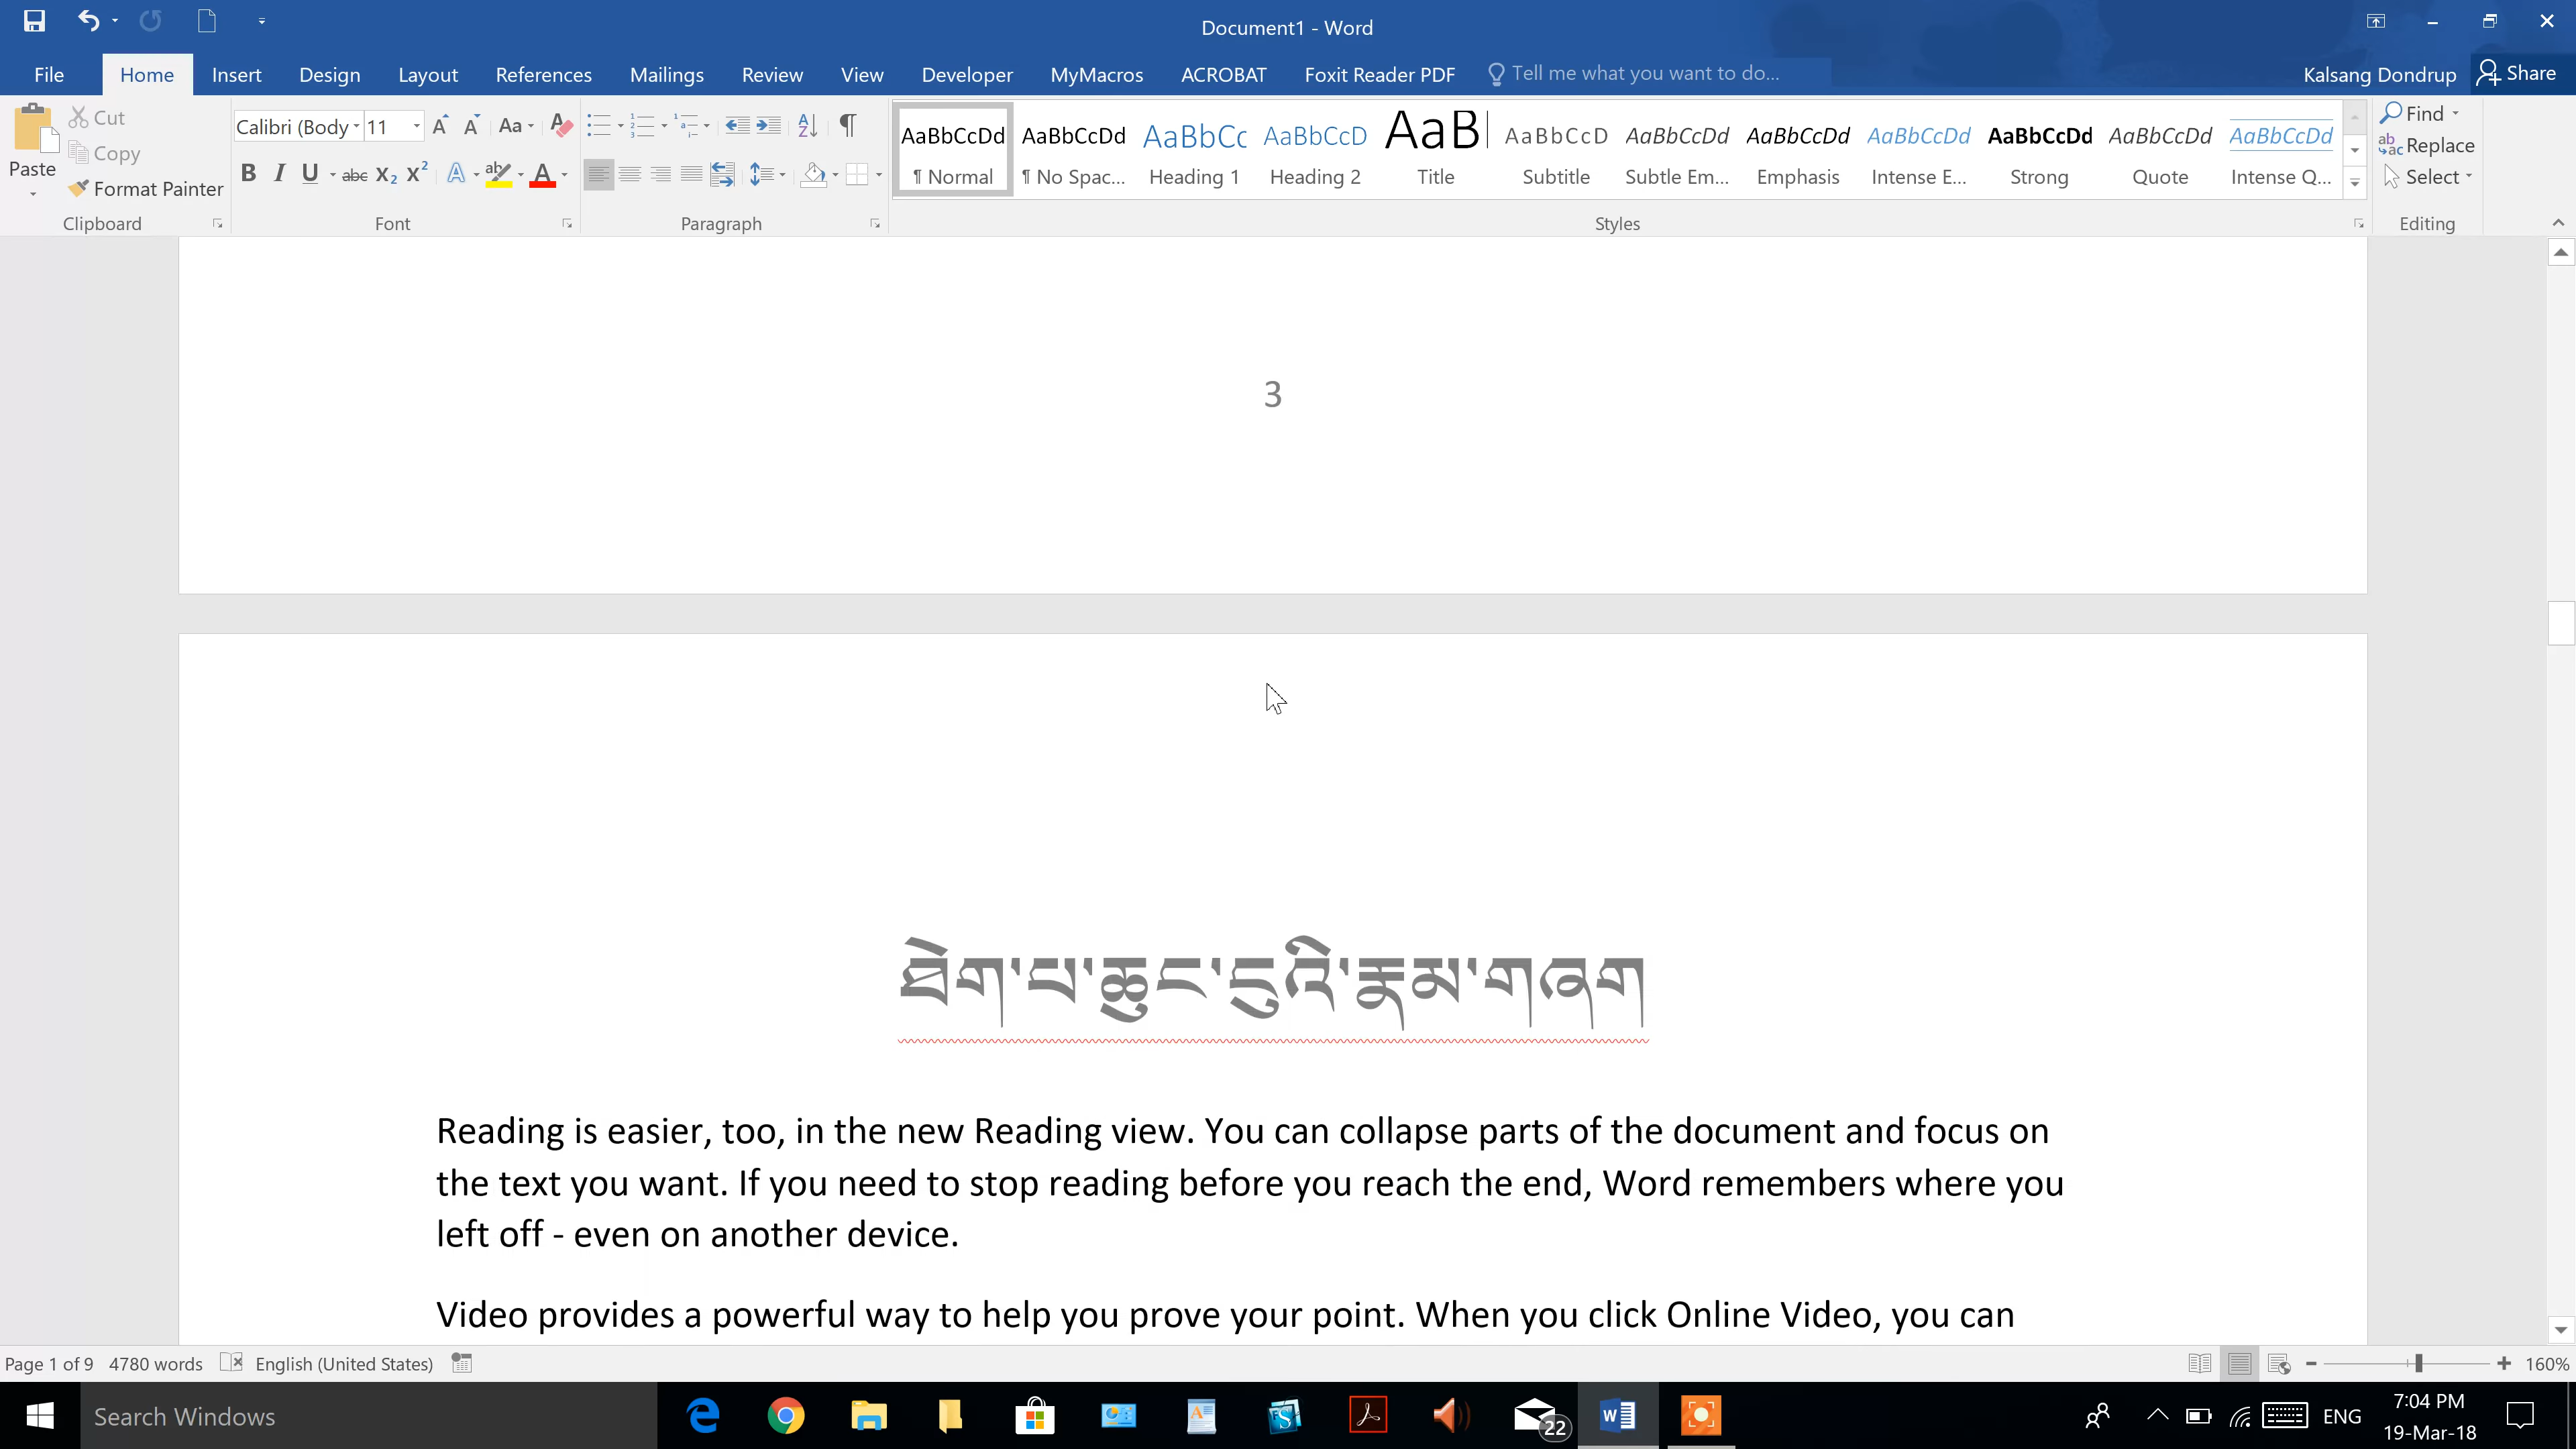 Document1 - Word
File Home Insert Design Layout References Mailings Review View Developer MyMacros ACROBAT Foxit Reader PDF Tell me what you want to do... Kalsang Dondrup Share
Paste
Cut
Copy
Format Painter
Clipboard
Calibri (Body 11
Font
Paragraph
AaBbCcDd AaBbCcDd AaBbCc AaBbCcD AaB AaBbCcD AaBbCcDd AaBbCcDd AaBbCcDd AaBbCcDd AaBbCcDd AaBbCcDd
¶ Normal ¶ No Spac... Heading 1 Heading 2 Title Subtitle Subtle Em... Emphasis Intense E... Strong Quote Intense Q...
Styles
Find
Replace
Select
Editing
3
ཐེག་པ་ཆུང་ངུའི་རྣམ་གཞག
Reading is easier, too, in the new Reading view. You can collapse parts of the document and focus on
the text you want. If you need to stop reading before you reach the end, Word remembers where you
left off - even on another device.
Video provides a powerful way to help you prove your point. When you click Online Video, you can
Page 1 of 9 4780 words English (United States) 160%
Search Windows
22
ENG
7:04 PM
19-Mar-18